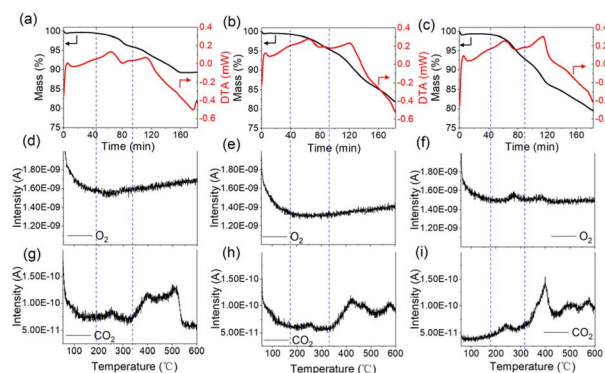 (a)
100
95
90
85
80
75
Mass (%)
0.4
0.2
0.0
-0.2
-0.4
-0.6
DTA (mW)
0 40 80 120 160
Time (min)
(b)
100
95
90
85
80
75
Mass (%)
0.4
0.2
0.0
-0.2
-0.4
-0.6
DTA (mW)
0 40 80 120 160
Time (min)
(c)
100
95
90
85
80
75
Mass (%)
0.4
0.2
0.0
-0.2
-0.4
-0.6
DTA (mW)
0 40 80 120 160
Time (min)
(d)
Intensity (A)
1.80E-09
1.60E-09
1.40E-09
1.20E-09
O2
(e)
Intensity (A)
1.80E-09
1.60E-09
1.40E-09
1.20E-09
O2
(f)
Intensity (A)
1.80E-09
1.60E-09
1.40E-09
1.20E-09
O2
(g)
Intensity (A)
1.50E-10
1.00E-10
5.00E-11
CO2
100 200 300 400 500 600
Temperature (℃)
(h)
Intensity (A)
1.50E-10
1.00E-10
5.00E-11
CO2
100 200 300 400 500 600
Temperature (℃)
(i)
Intensity (A)
1.50E-10
1.00E-10
5.00E-11
CO2
100 200 300 400 500 600
Temperature (℃)